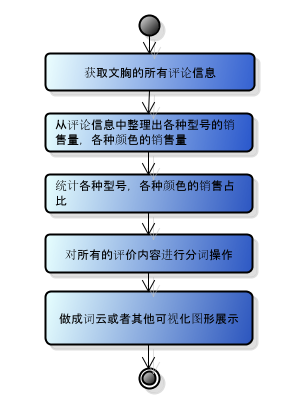 获取文胸的所有评论信息
从评论信息中整理出各种型号的销
售量，各种颜色的销售量
统计各种型号，各种颜色的销售占
比
对所有的评价内容进行分词操作
做成词云或者其他可视化图形展示